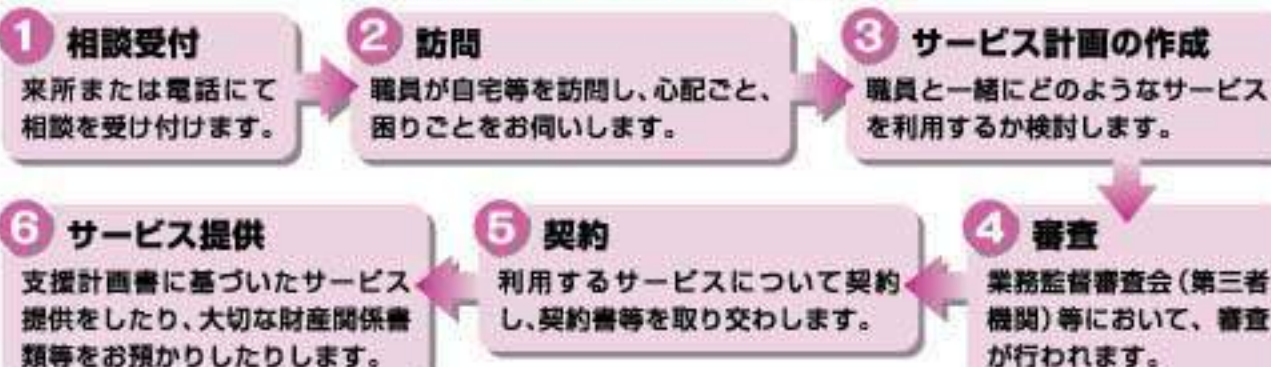 1 相談受付
来所または電話にて
相談を受け付けます。
2 訪問
職員が自宅等を訪問し、心配ごと、
困りごとをお伺いします。
3 サービス計画の作成
職員と一緒にどのようなサービス
を利用するか検討します。
4 審査
業務監督審査会(第三者
機関)等において、審査
が行われます。
5 契約
利用するサービスについて契約
し、契約書等を取り交わします。
6 サービス提供
支援計画書に基づいたサービス
提供をしたり、大切な財産関係書
類等をお預かりしたりします。